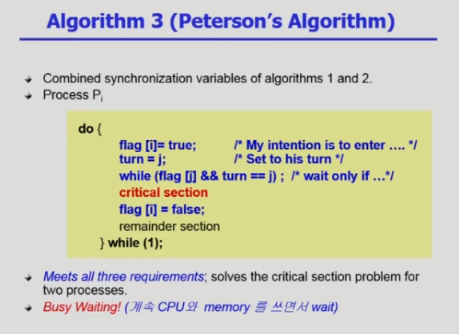 Algorithm 3 (Peterson's Algorithm)
Combined synchronization variables of algorithms 1 and 2.
Process Pi
do {
flag [i]= true; /* My intention is to enter .... */
turn = j; /* Set to his turn */
while (flag [j] && turn == j) ; /* wait only if ...*/
critical section
flag [i] = false;
remainder section
} while (1);
Meets all three requirements; solves the critical section problem for
two processes.
Busy Waiting! (계속 CPU와 memory 를 쓰면서 wait)